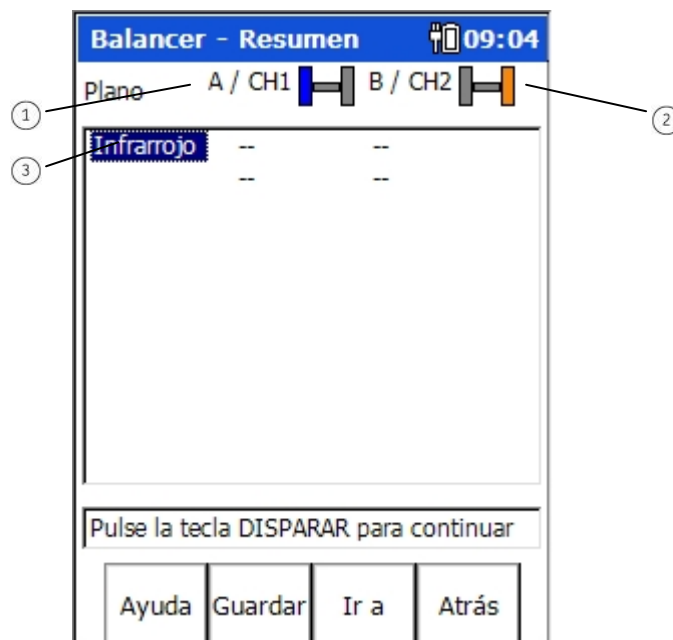 Balancer - Resumen 09:04
Plano A / CH1 B / CH2
1
2
Infrarrojo -- --
3
-- --
Pulse la tecla DISPARAR para continuar
Ayuda Guardar Ir a Atrás